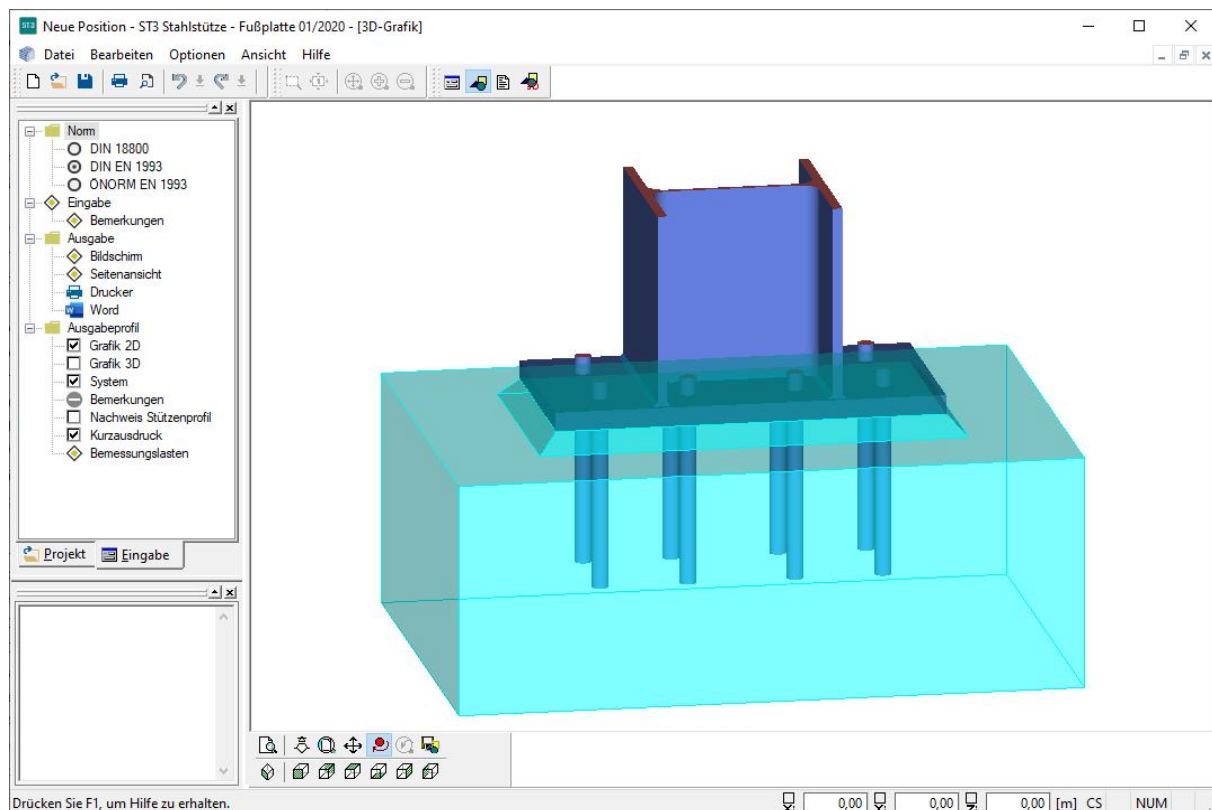 ST3 Neue Position - ST3 Stahlstütze - Fußplatte 01/2020 - [3D-Grafik]
Datei Bearbeiten Optionen Ansicht Hilfe
Norm
DIN 18800
DIN EN 1993
ÖNORM EN 1993
Eingabe
Bemerkungen
Ausgabe
Bildschirm
Seitenansicht
Drucker
Word
Ausgabeprofil
Grafik 2D
Grafik 3D
System
Bemerkungen
Nachweis Stützenprofil
Kurzausdruck
Bemessungslasten
Projekt Eingabe
Drücken Sie F1, um Hilfe zu erhalten. X: 0,00 Y: 0,00 Z: 0,00 [m] CS NUM